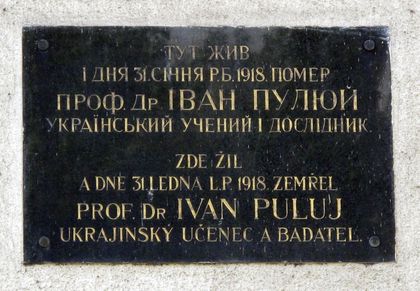 ТУТ ЖИВ
І ДНЯ 31. СІЧНЯ Р.Б. 1918. ПОМЕР
ПРОФ. ДР. ІВАН ПУЛЮЙ
УКРАЇНСЬКИЙ УЧЕНИЙ І ДОСЛІДНИК.
ZDE ŽIL
A DNE 31. LEDNA L.P. 1918. ZEMŘEL
PROF. DR IVAN PULUJ
UKRAJINSKÝ UČENEC A BADATEL.